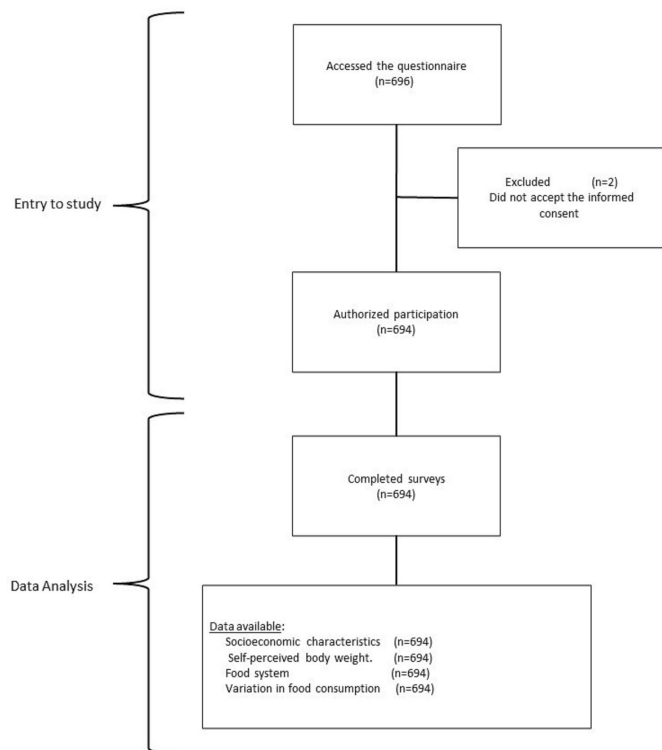 Accessed the questionnaire
(n=696)
Excluded (n=2)
Did not accept the informed
consent
Entry to study
Authorized participation
(n=694)
Completed surveys
(n=694)
Data Analysis
Data available:
Socioeconomic characteristics (n=694)
Self-perceived body weight. (n=694)
Food system (n=694)
Variation in food consumption (n=694)